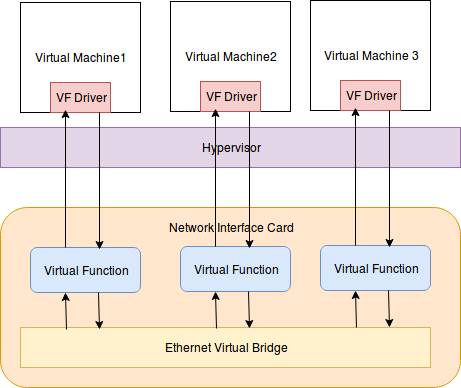 Virtual Machine1
Virtual Machine2
Virtual Machine 3
VF Driver
VF Driver
VF Driver
Hypervisor
Network Interface Card
Virtual Function
Virtual Function
Virtual Function
Ethernet Virtual Bridge